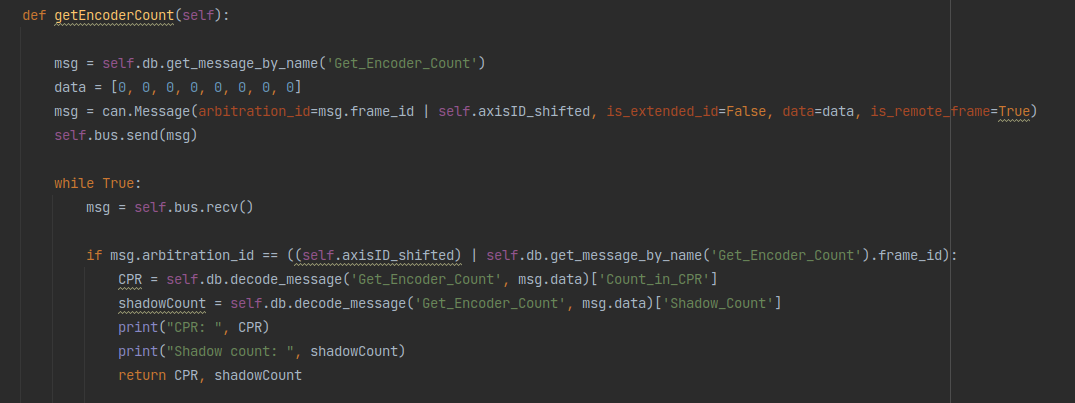 def getEncoderCount(self):
msg = self.db.get_message_by_name('Get_Encoder_Count')
data = [0, 0, 0, 0, 0, 0, 0, 0]
msg = can.Message(arbitration_id=msg.frame_id | self.axisID_shifted, is_extended_id=False, data=data, is_remote_frame=True)
self.bus.send(msg)
while True:
msg = self.bus.recv()
if msg.arbitration_id == ((self.axisID_shifted) | self.db.get_message_by_name('Get_Encoder_Count').frame_id):
CPR = self.db.decode_message('Get_Encoder_Count', msg.data)['Count_in_CPR']
shadowCount = self.db.decode_message('Get_Encoder_Count', msg.data)['Shadow_Count']
print("CPR: ", CPR)
print("Shadow count: ", shadowCount)
return CPR, shadowCount